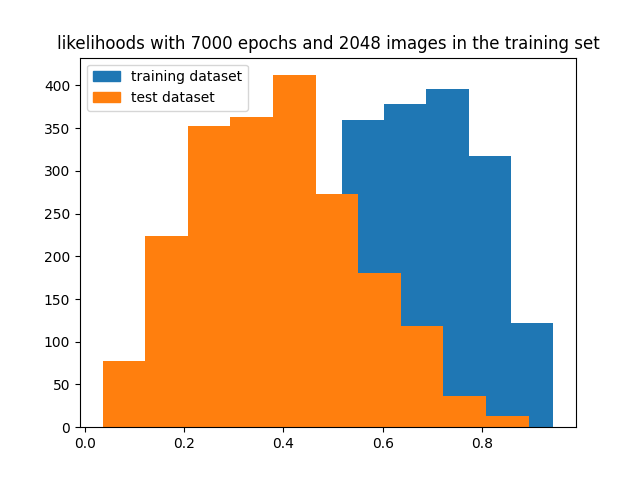 likelihoods with 7000 epochs and 2048 images in the training set
training dataset
test dataset
400
350
300
250
200
150
100
50
0
0.0 0.2 0.4 0.6 0.8